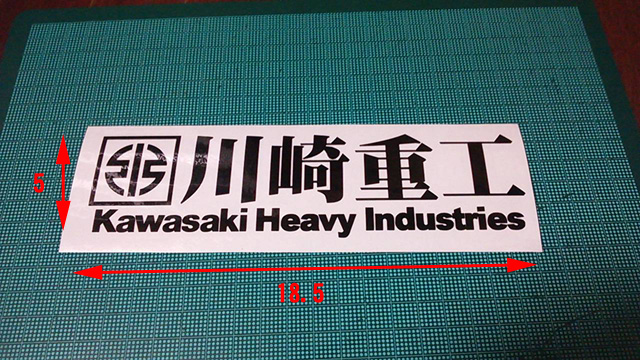 川崎重工
Kawasaki Heavy Industries
5
18.5